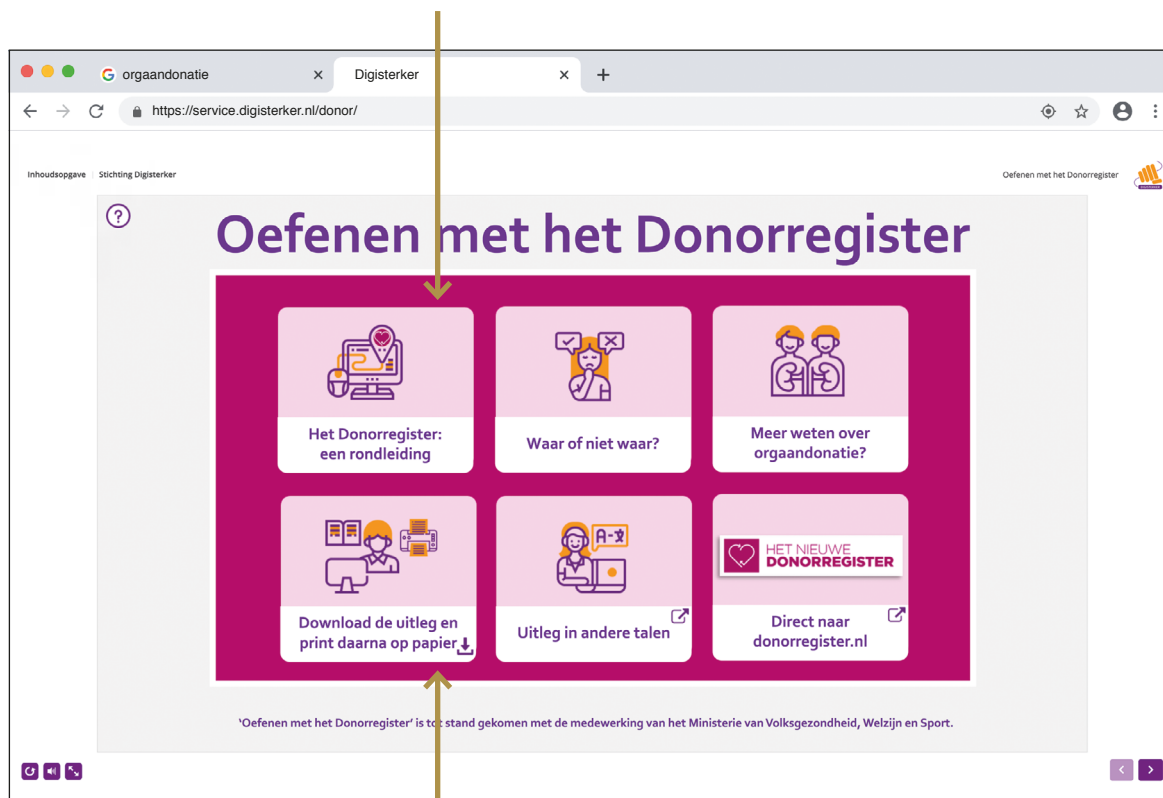 orgaandonatie
Digisterker
https://service.digisterker.nl/donor/
Inhoudsopgave
Stichting Digisterker
Oefenen met het Donorregister
?
Oefenen met het Donorregister
Het Donorregister:
een rondleiding
Waar of niet waar?
Meer weten over
orgaandonatie?
Download de uitleg en
print daarna op papier
Uitleg in andere talen
HET NIEUWE
DONORREGISTER
Direct naar
donorregister.nl
'Oefenen met het Donorregister' is tot stand gekomen met de medewerking van het Ministerie van Volksgezondheid, Welzijn en Sport.